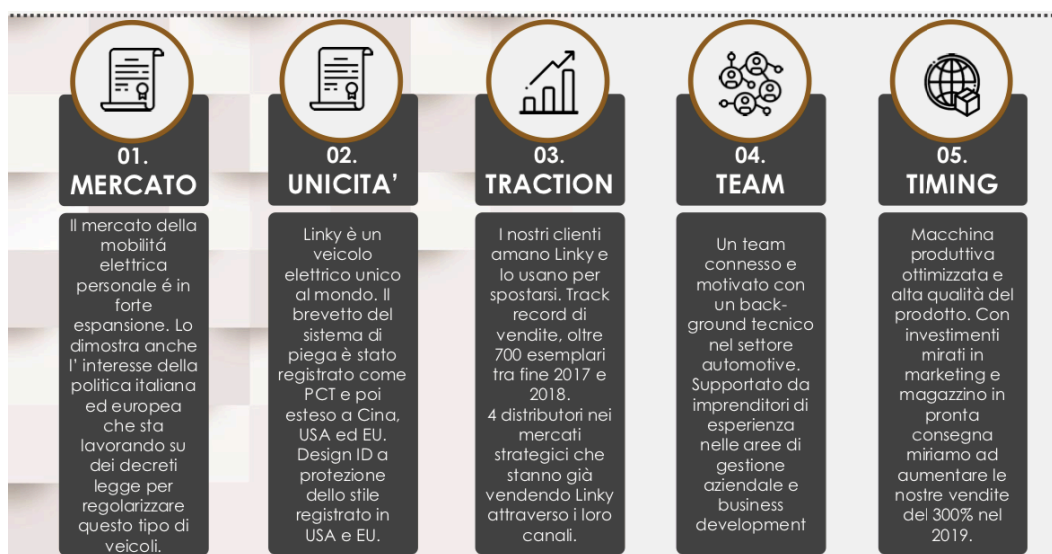 01.
MERCATO
Il mercato della
mobilitá
elettrica
personale é in
forte
espansione. Lo
dimostra anche
l' interesse della
politica italiana
ed europea
che sta
lavorando su
dei decreti
legge per
regolarizzare
questo tipo di
veicoli.
02.
UNICITA'
Linky è un
veicolo
elettrico unico
al mondo. Il
brevetto del
sistema di
piega è stato
registrato come
PCT e poi
esteso a Cina,
USA ed EU.
Design ID a
protezione
dello stile
registrato in
USA e EU.
03.
TRACTION
I nostri clienti
amano Linky e
lo usano per
spostarsi. Track
record di
vendite, oltre
700 esemplari
tra fine 2017 e
2018.
4 distributori nei
mercati
strategici che
stanno già
vendendo Linky
attraverso i loro
canali.
04.
TEAM
Un team
connesso e
motivato con
un back-
ground tecnico
nel settore
automotive.
Supportato da
imprenditori di
esperienza
nelle aree di
gestione
aziendale e
business
development
05.
TIMING
Macchina
produttiva
ottimizzata e
alta qualità del
prodotto. Con
investimenti
mirati in
marketing e
magazzino in
pronta
consegna
miriamo ad
aumentare le
nostre vendite
del 300% nel
2019.